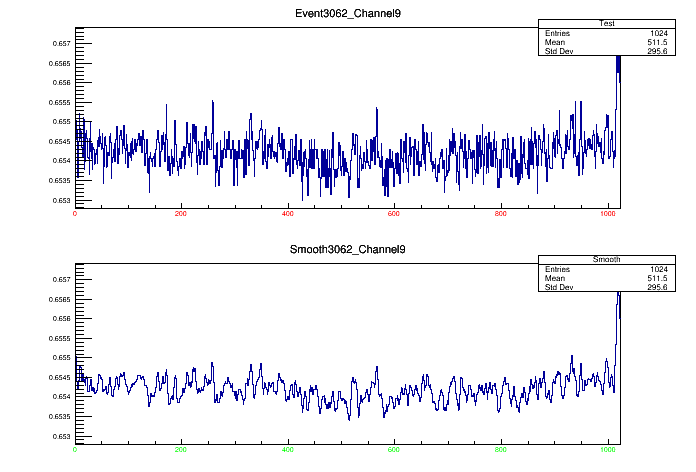 Event3062_Channel9
Test
Entries 1024
Mean 511.5
Std Dev 295.6
0.657
0.6565
0.656
0.6555
0.655
0.6545
0.654
0.6535
0.653
0 200 400 600 800 1000
Smooth3062_Channel9
Smooth
Entries 1024
Mean 511.5
Std Dev 295.6
0.657
0.6565
0.656
0.6555
0.655
0.6545
0.654
0.6535
0.653
0 200 400 600 800 1000